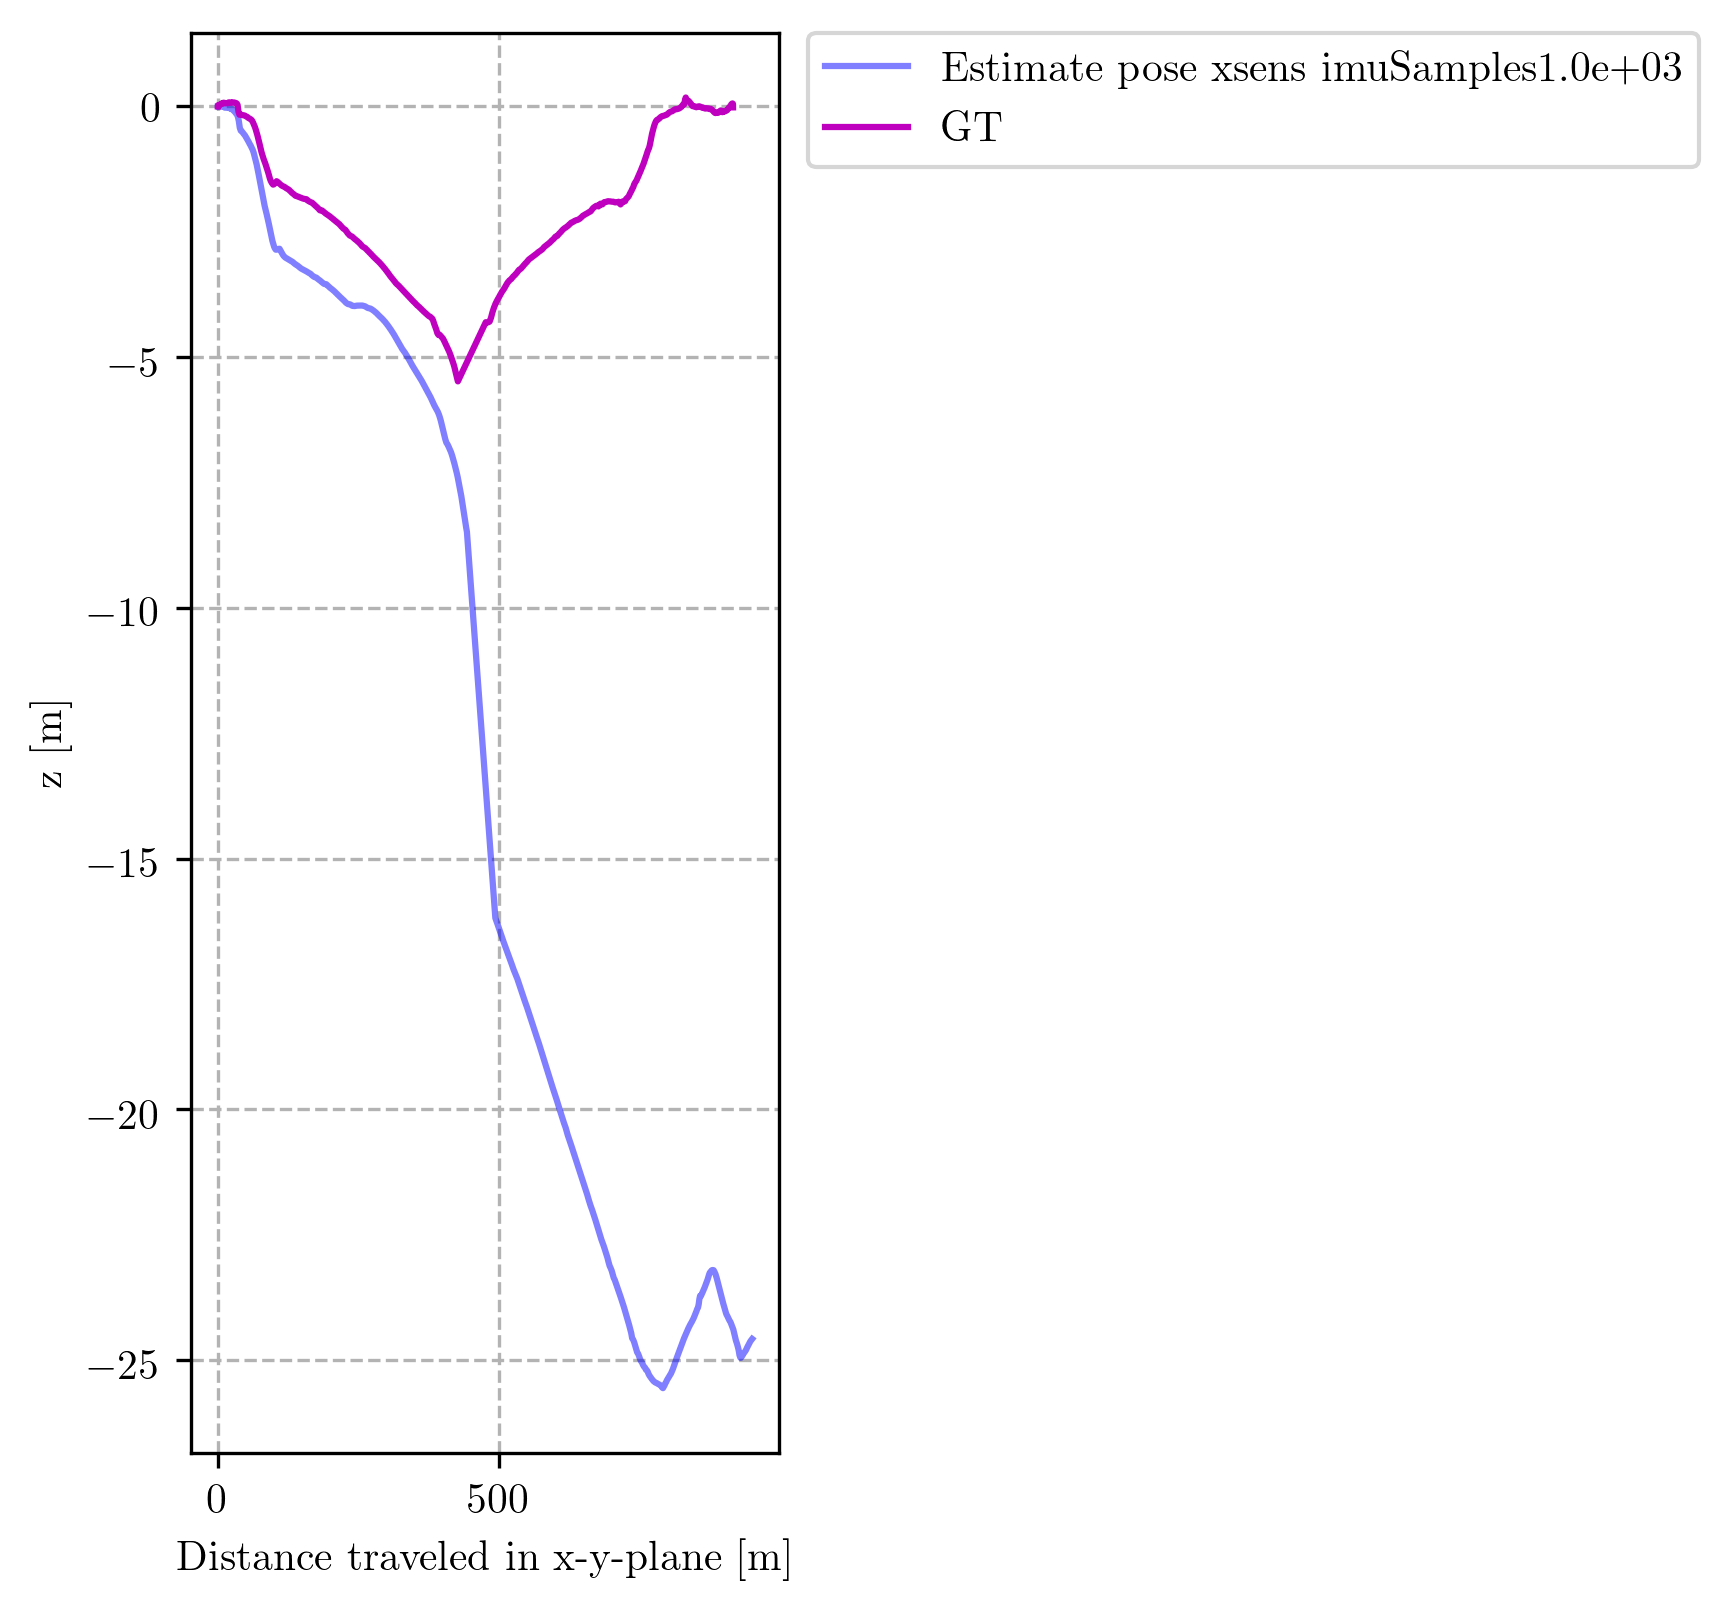 Estimate pose xsens imuSamples1.0e+03
GT
0
−5
−10
−15
−20
−25
z [m]
0 500
Distance traveled in x-y-plane [m]